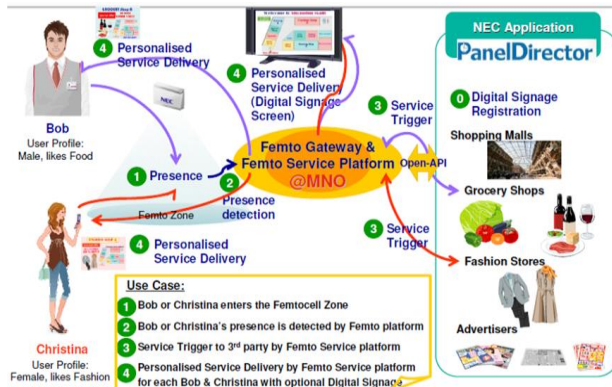 4 Personalised
Service Delivery
Bob
User Profile:
Male, likes Food
NEC
1 Presence
Femto Zone
2
Presence
detection
4 Personalised
Service Delivery
Christina
User Profile:
Female, likes Fashion
4 Personalised
Service Delivery
(Digital Signage
Screen)
Femto Gateway &
Femto Service Platform
@MNO
3 Service
Trigger
Open-API
3 Service
Trigger
NEC Application
PanelDirector
0 Digital Signage
Registration
Shopping Malls
Grocery Shops
Fashion Stores
Advertisers
Use Case:
1 Bob or Christina enters the Femtocell Zone
2 Bob or Christina's presence is detected by Femto platform
3 Service Trigger to 3rd party by Femto Service platform
4 Personalised Service Delivery by Femto Service platform
for each Bob & Christina with optional Digital Signage